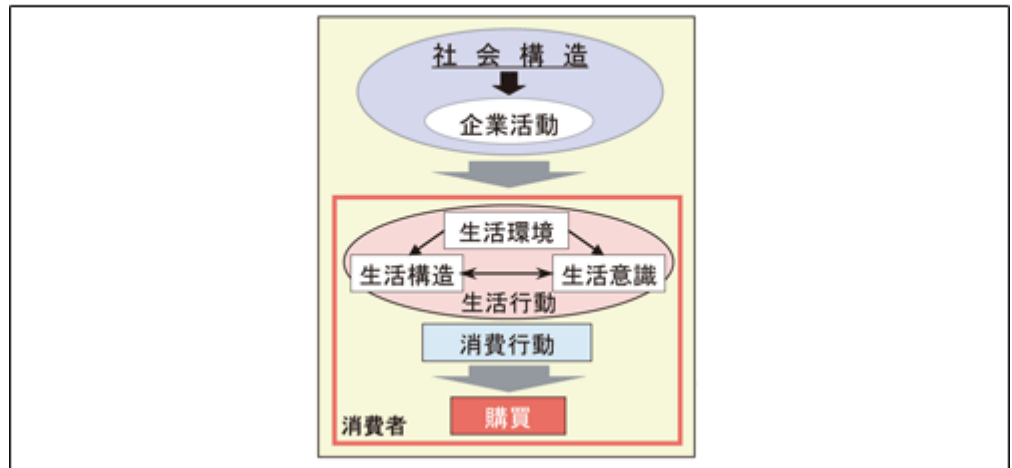 社会構造
企業活動
生活環境
生活構造
生活意識
生活行動
消費行動
購買
消費者